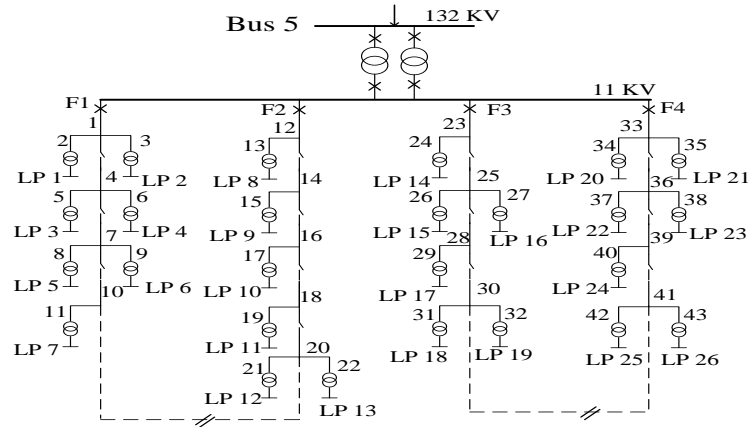 132 KV
Bus 5
11 KV
F1 F2 F3 F4
1 12 23 33
2 3 13 24 34 35
LP 1 LP 2 LP 8 LP 14 LP 20 LP 21
4 14 25 36
5 6 15 26 27 37 38
LP 3 LP 4 LP 9 LP 15 LP 16 LP 22 LP 23
7 16 28 39
8 9 17 29 40
LP 5 LP 6 LP 10 LP 17 LP 24
10 18 30 41
11 19 31 32 42 43
LP 7 LP 11 LP 18 LP 19 LP 25 LP 26
20
21 22
LP 12 LP 13